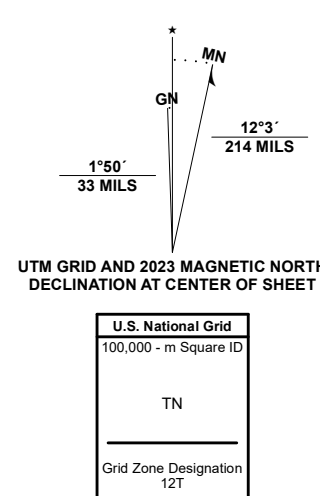 ★
MN
GN
12°3´
214 MILS
1°50´
33 MILS
UTM GRID AND 2023 MAGNETIC NORTH
DECLINATION AT CENTER OF SHEET
U.S. National Grid
100,000 - m Square ID
TN
Grid Zone Designation
12T